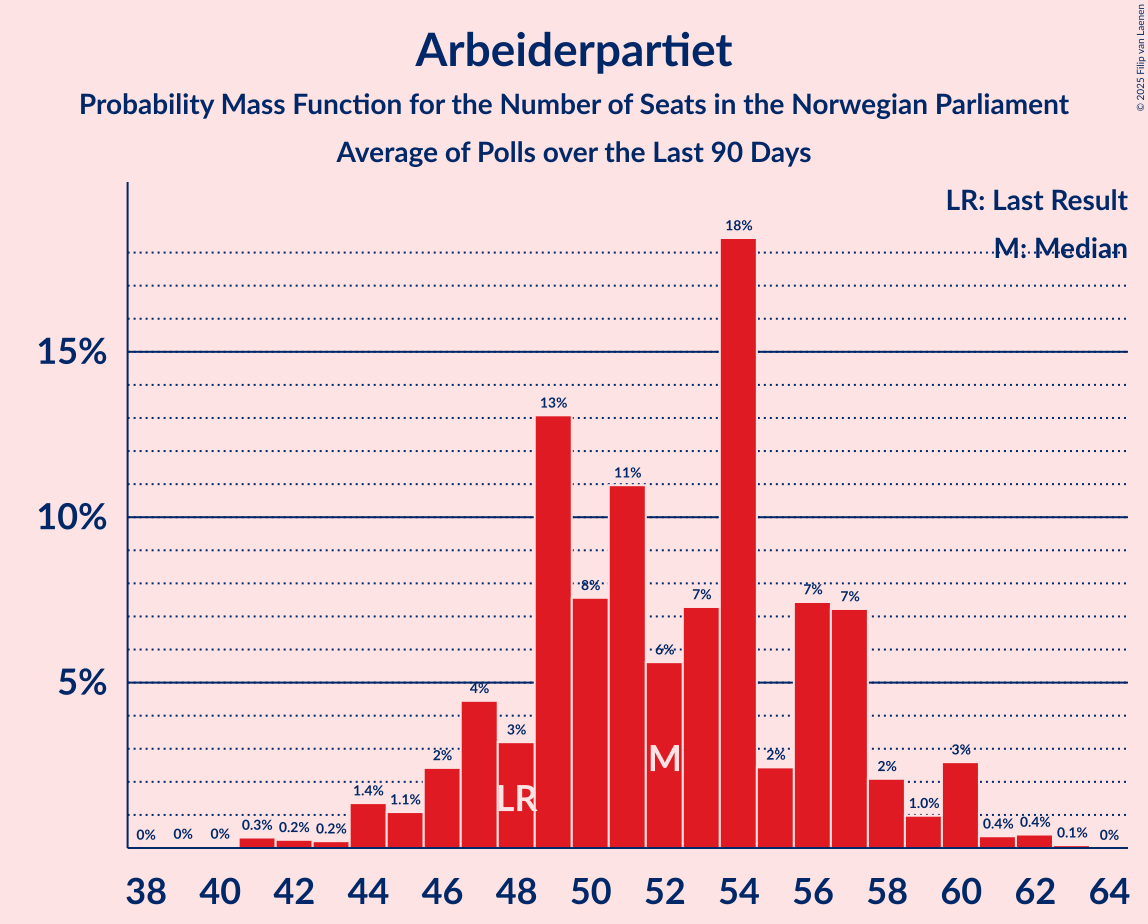 Arbeiderpartiet
Probability Mass Function for the Number of Seats in the Norwegian Parliament
Average of Polls over the Last 90 Days
© 2025 Filip van Laenen
LR: Last Result
M: Median
15%
10%
5%
0% 0% 0% 0.3% 0.2% 0.2% 1.4% 1.1% 2% 4% 3% 13% 8% 11% 6% 7% 18% 2% 7% 7% 2% 1.0% 3% 0.4% 0.4% 0.1% 0%
LR M
38 40 42 44 46 48 50 52 54 56 58 60 62 64